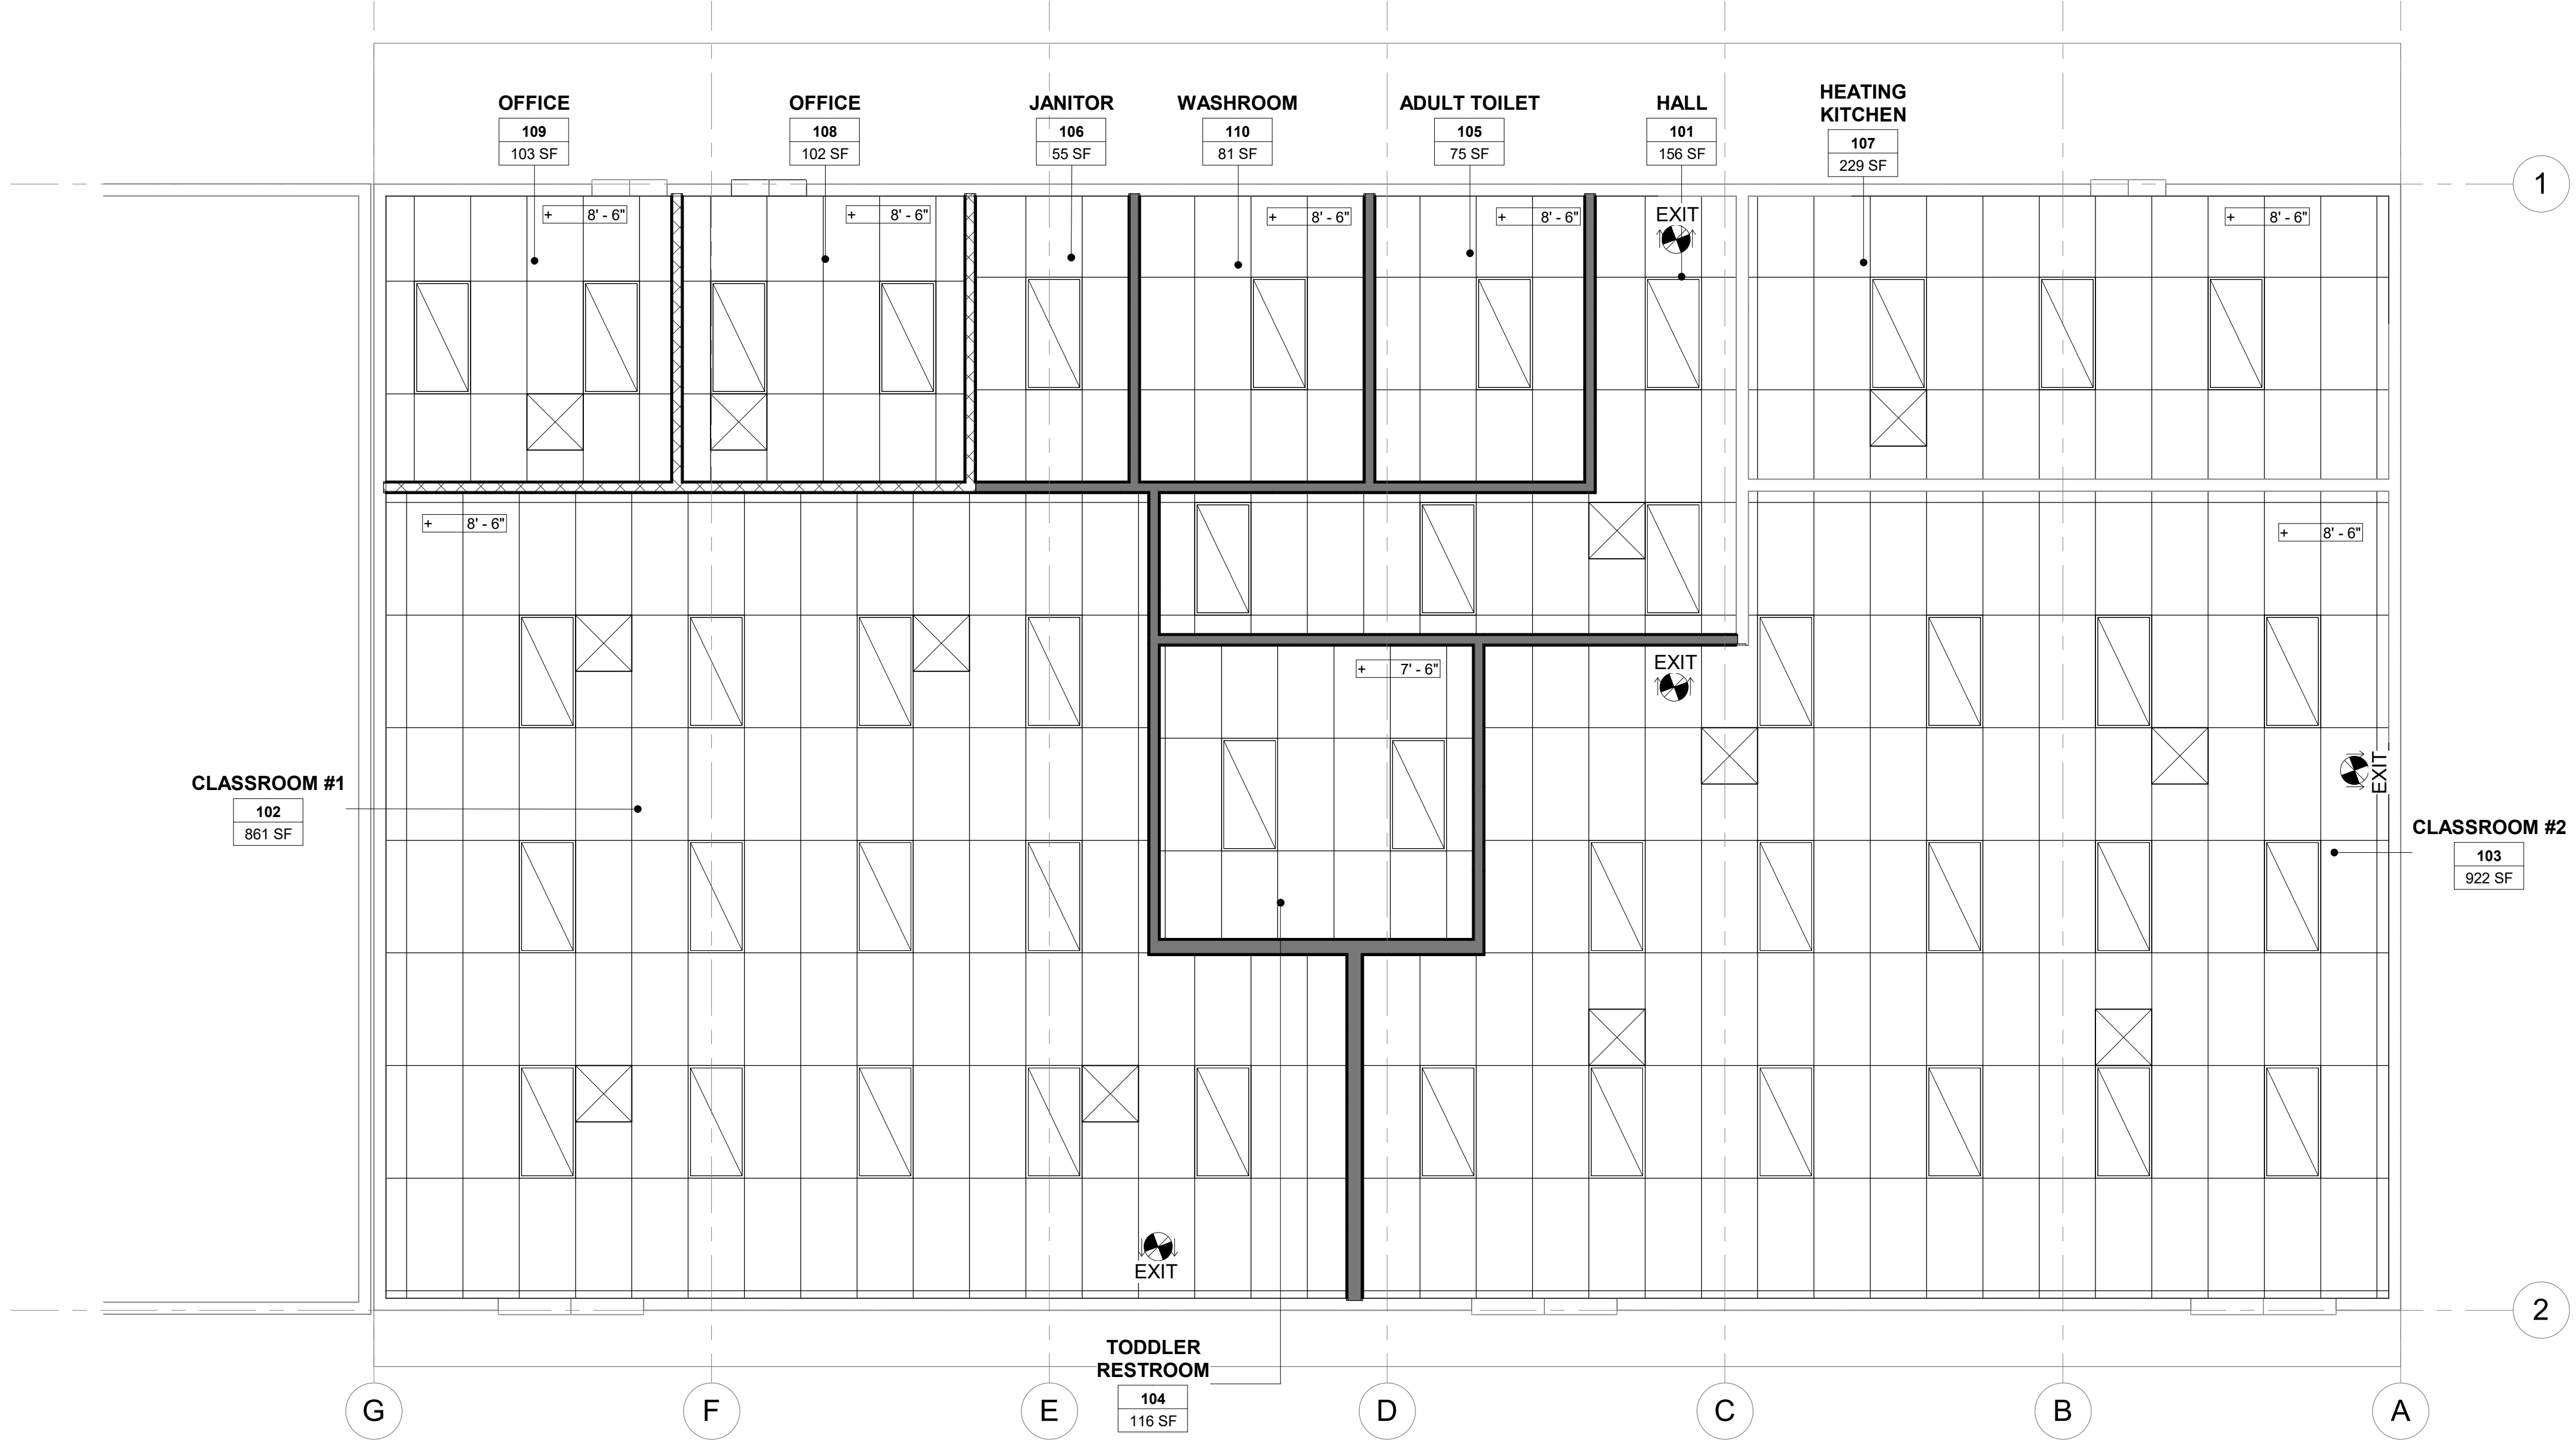 OFFICE
109
103 SF
OFFICE
108
102 SF
JANITOR
106
55 SF
WASHROOM
110
81 SF
ADULT TOILET
105
75 SF
HALL
101
156 SF
HEATING
KITCHEN
107
229 SF
1
+ 8' - 6"
+ 8' - 6"
+ 8' - 6"
+ 8' - 6"
EXIT
+ 8' - 6"
+ 8' - 6"
+ 8' - 6"
+ 7' - 6"
EXIT
EXIT
CLASSROOM #1
102
861 SF
CLASSROOM #2
103
922 SF
EXIT
2
TODDLER
RESTROOM
104
116 SF
G
F
E
D
C
B
A